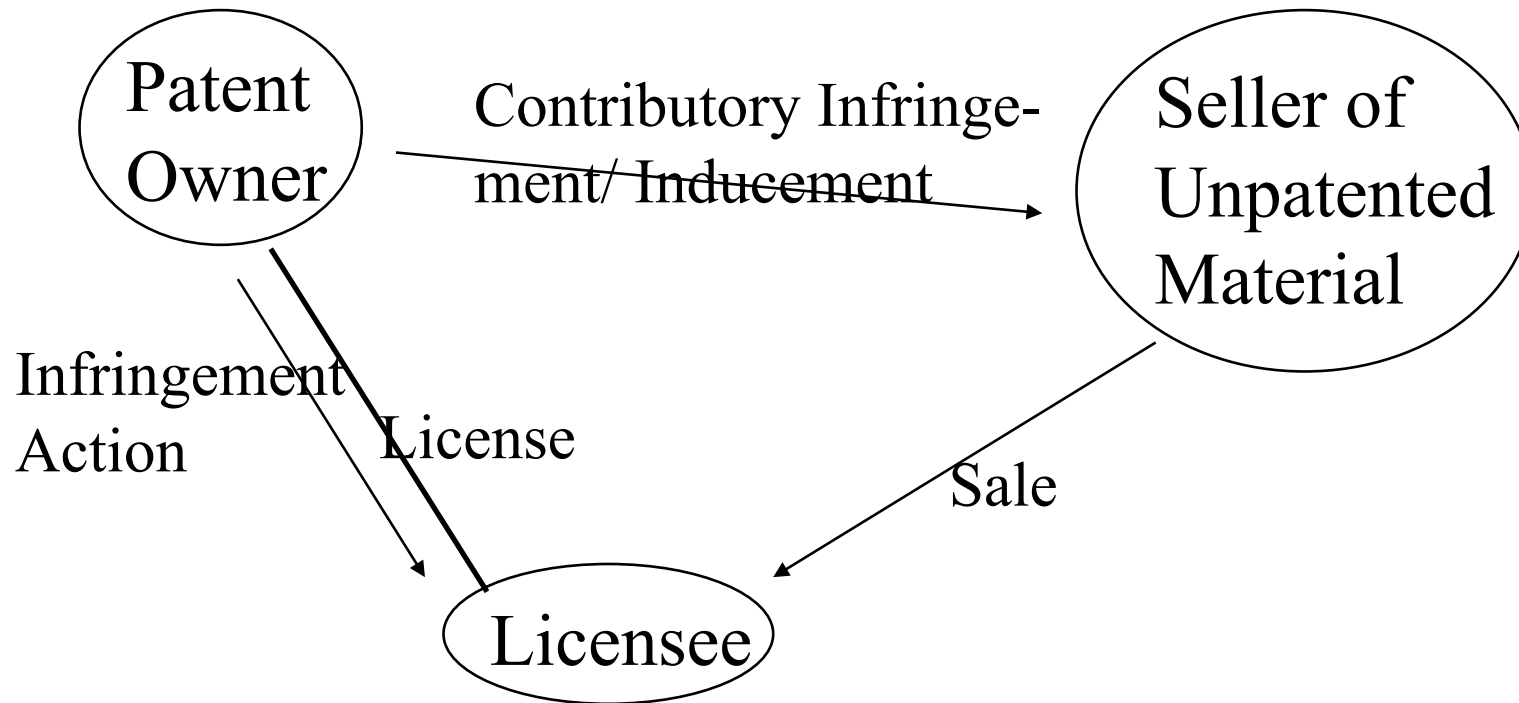 Patent
Owner
Contributory Infringe-
ment/ Inducement
Seller of
Unpatented
Material
Infringement
Action
License
Sale
Licensee